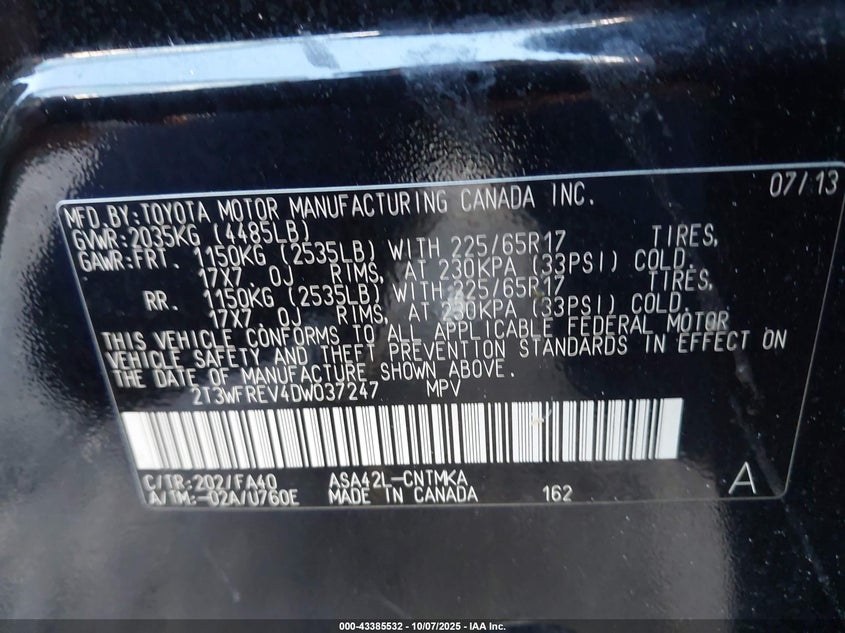 MFD.BY:TOYOTA MOTOR MANUFACTURING CANADA INC. 07/13
GVWR:2035KG (4485LB)
GAWR:FRT. 1150KG (2535LB) WITH 225/65R17 TIRES,
17X7.0J RIMS, AT 230KPA (33PSI) COLD.
RR. 1150KG (2535LB) WITH 225/65R17 TIRES,
17X7.0J RIMS, AT 230KPA (33PSI) COLD.
THIS VEHICLE CONFORMS TO ALL APPLICABLE FEDERAL MOTOR
VEHICLE SAFETY AND THEFT PREVENTION STANDARDS IN EFFECT ON
THE DATE OF MANUFACTURE SHOWN ABOVE.
2T3WFREV4DW037247 MPV
C/TR:202/FA40 ASA42L-CNTMKA
A/TM:-02A/U760E MADE IN CANADA 162 A
000-43385532 - 10/07/2025 - IAA Inc.